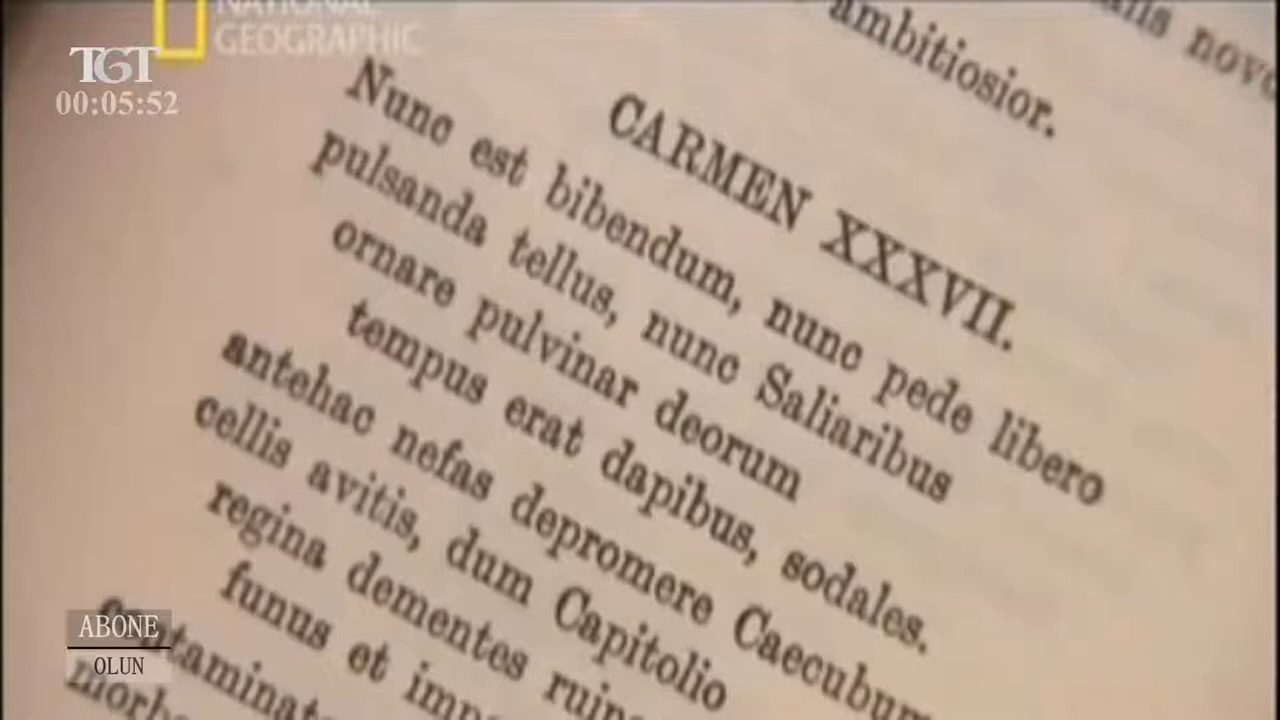 NATIONAL
GEOGRAPHIC
TGT
00:05:52
ambitiosior.
CARMEN XXXVII.
Nunc est bibendum, nunc pede libero
pulsanda tellus, nunc Saliaribus
ornare pulvinar deorum
tempus erat dapibus, sodales.
antehac nefas depromere Caecubum
cellis avitis, dum Capitolio
regina dementes
funus et
ABONE
OLUN